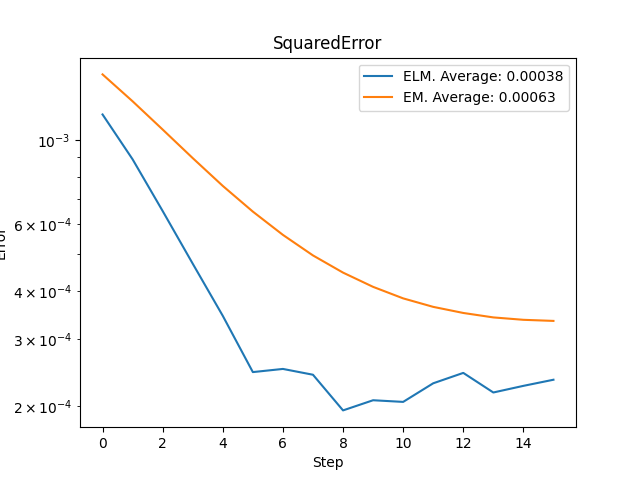 SquaredError
ELM. Average: 0.00038
EM. Average: 0.00063
10⁻³
6 × 10⁻⁴
4 × 10⁻⁴
3 × 10⁻⁴
2 × 10⁻⁴
Error
0 2 4 6 8 10 12 14
Step